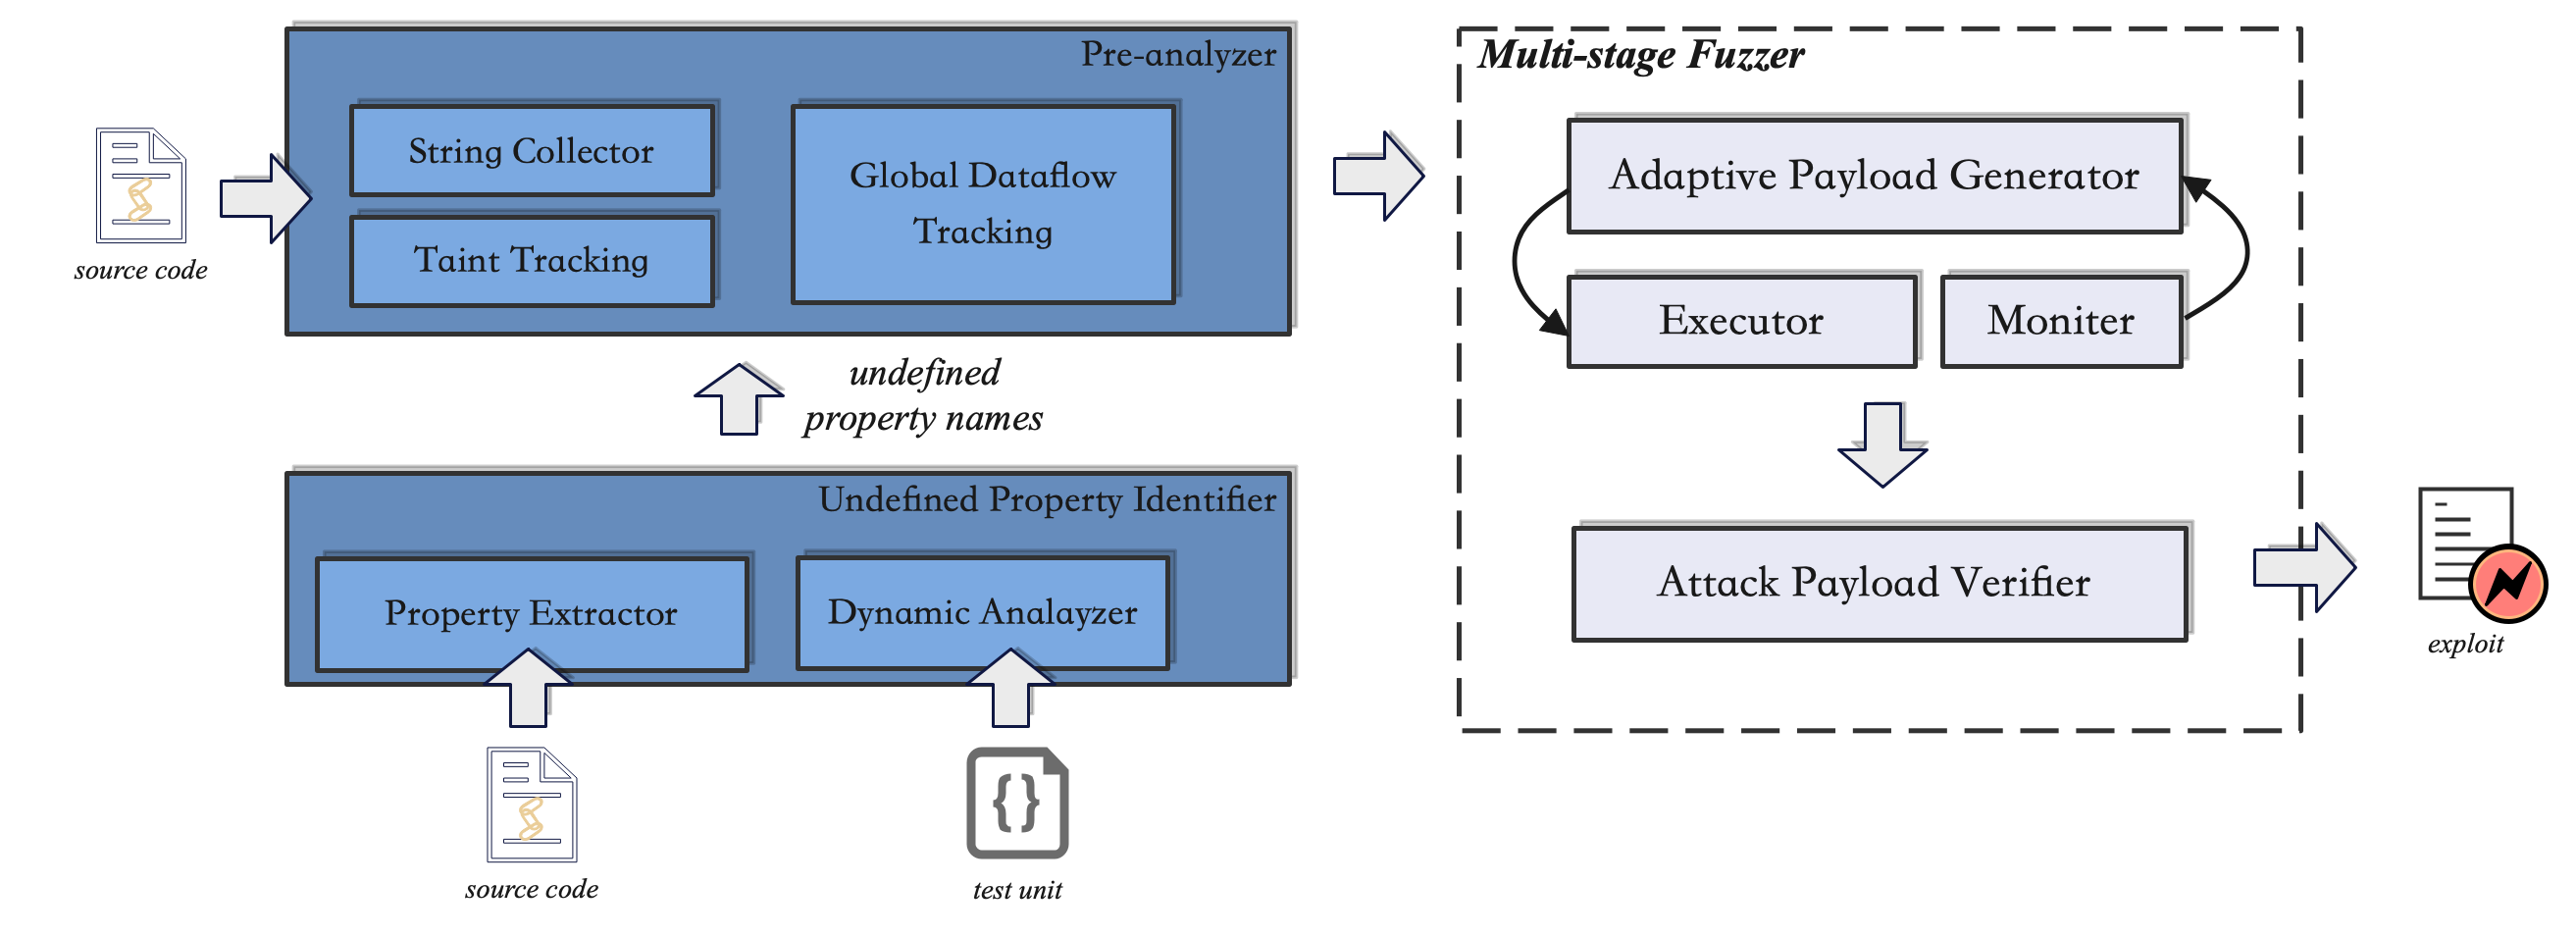 Pre-analyzer
String Collector
Taint Tracking
Global Dataflow
Tracking
source code
undefined
property names
Undefined Property Identifier
Property Extractor
Dynamic Analayzer
source code
{}
test unit
Multi-stage Fuzzer
Adaptive Payload Generator
Executor
Moniter
Attack Payload Verifier
exploit